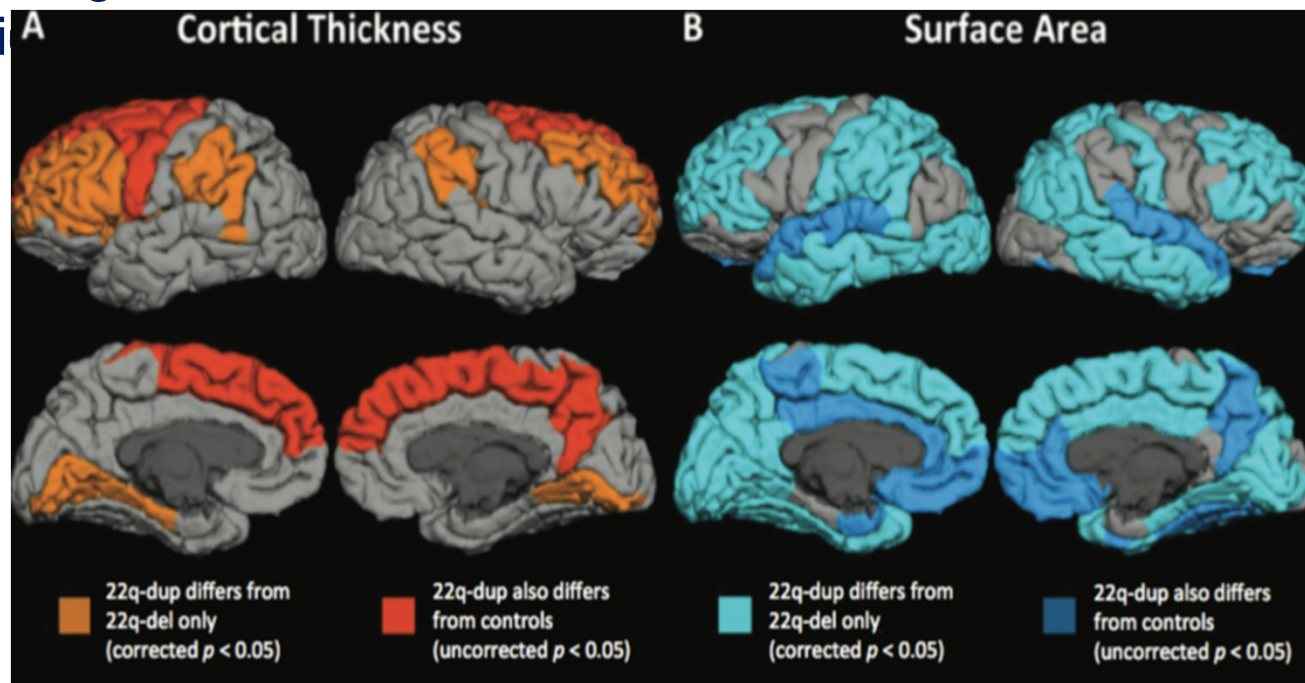 A
Cortical Thickness
B
Surface Area
22q-dup differs from
22q-del only
(corrected p < 0.05)
22q-dup also differs
from controls
(uncorrected p < 0.05)
22q-dup differs from
22q-del only
(corrected p < 0.05)
22q-dup also differs
from controls
(uncorrected p < 0.05)